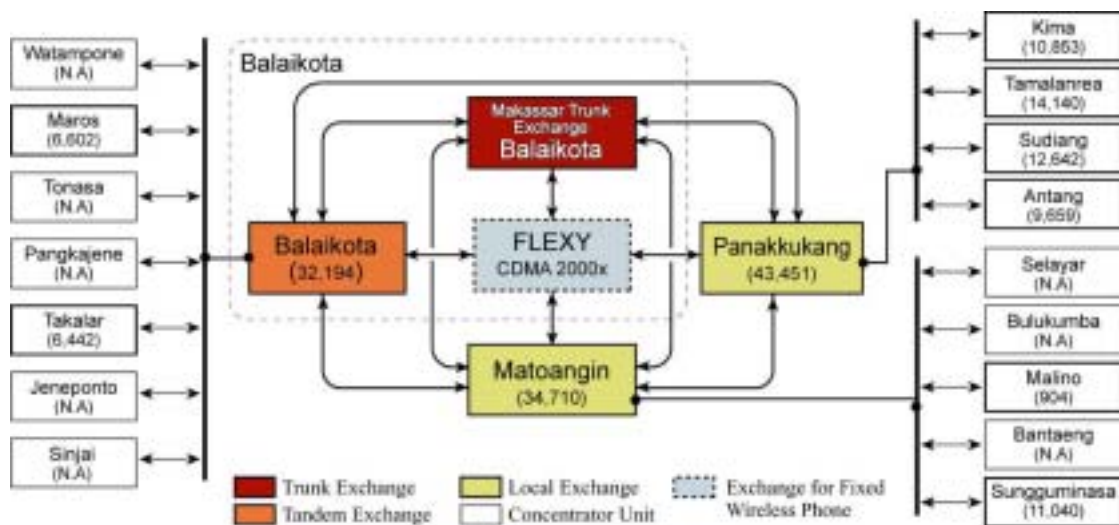 Watampone
(N.A)
Maros
(6,602)
Tonasa
(N.A)
Pangkajene
(N.A)
Takalar
(6,442)
Jeneponto
(N.A)
Sinjai
(N.A)
Balaikota
Makassar Trunk
Exchange
Balaikota
Balaikota
(32,194)
FLEXY
CDMA 2000x
Panakkukang
(43,451)
Matoangin
(34,710)
Kima
(10,853)
Tamalanrea
(14,140)
Sudiang
(12,642)
Antang
(9,659)
Selayar
(N.A)
Bulukumba
(N.A)
Malino
(904)
Bantaeng
(N.A)
Sungguminasa
(11,040)
Trunk Exchange
Tandem Exchange
Local Exchange
Concentrator Unit
Exchange for Fixed
Wireless Phone